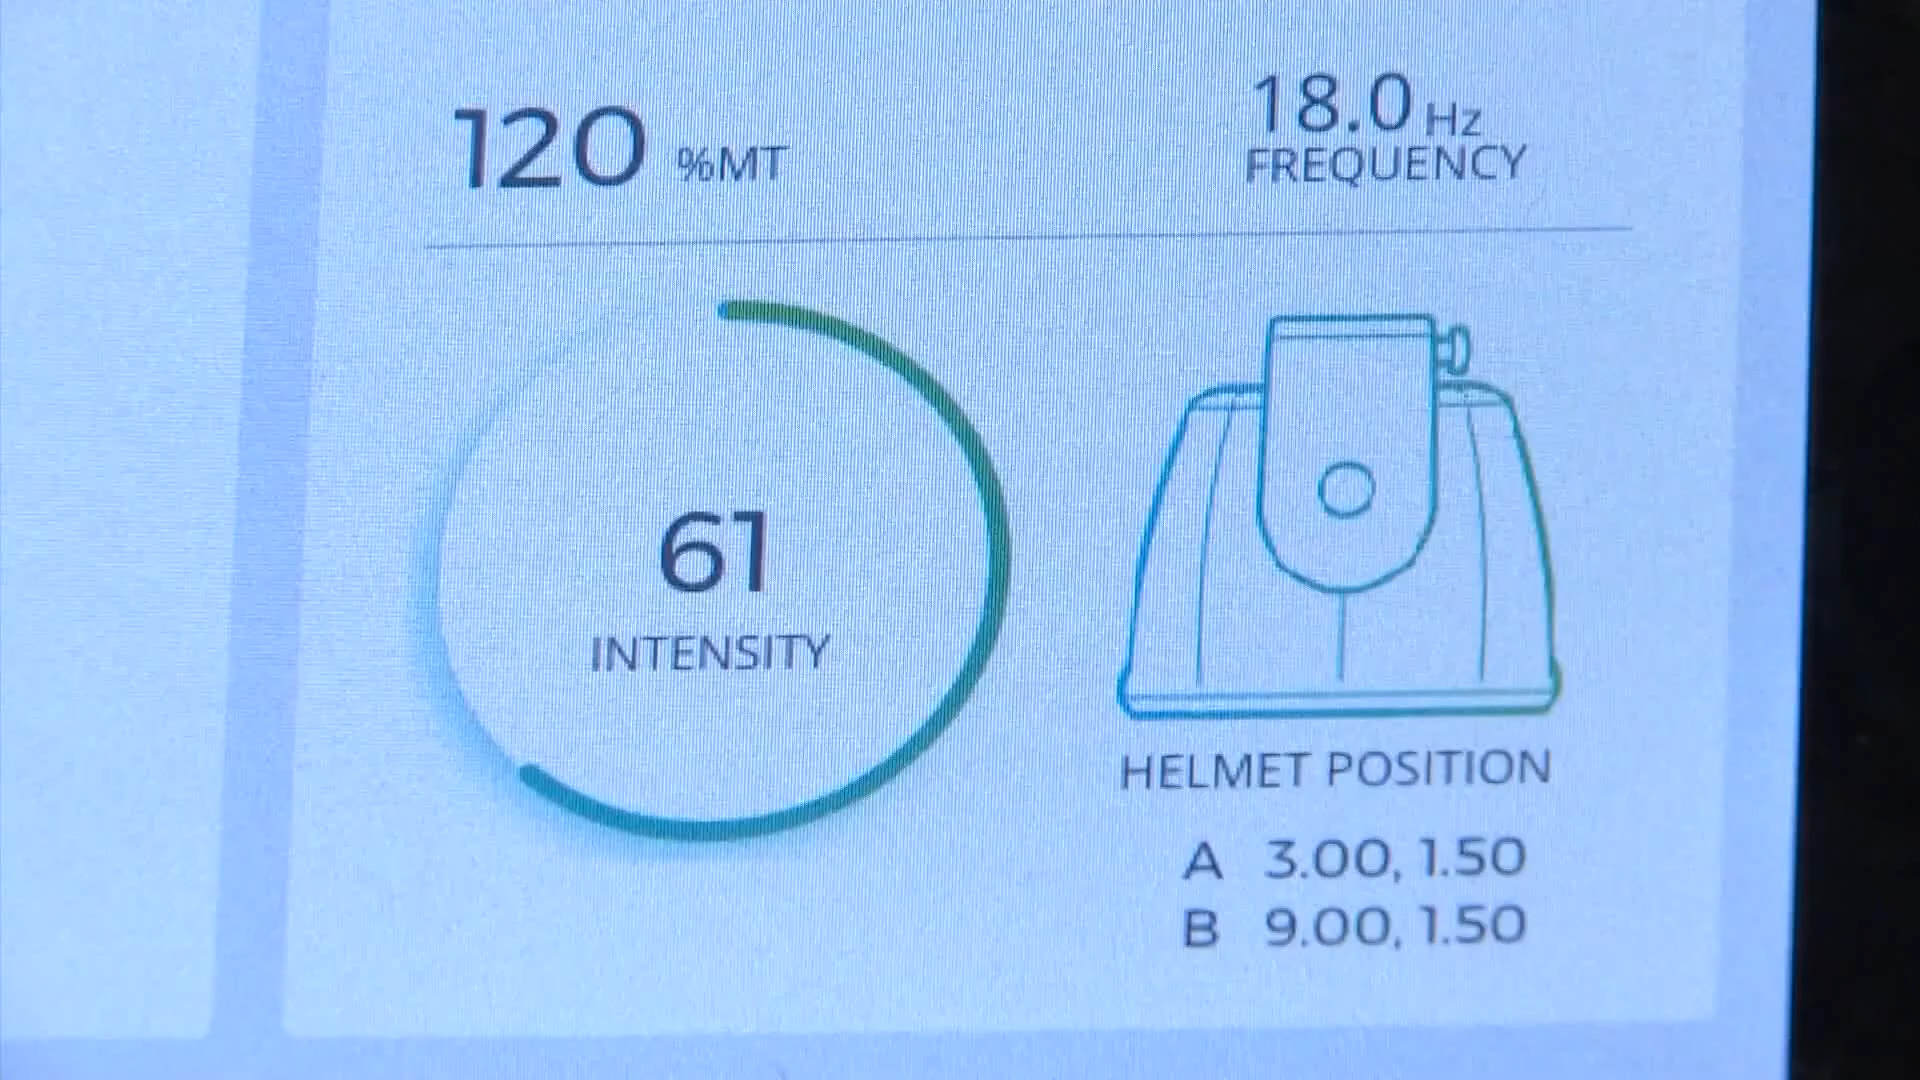 120 %MT
18.0 Hz
FREQUENCY
61
INTENSITY
HELMET POSITION
A 3.00, 1.50
B 9.00, 1.50